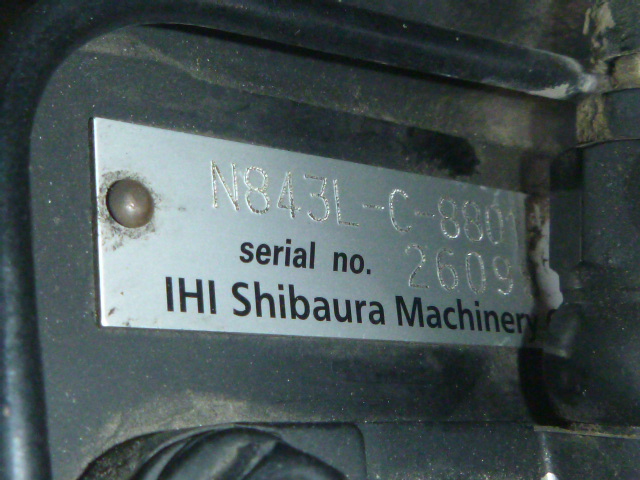 N843L-C-8801
serial no. 2609
IHI Shibaura Machinery